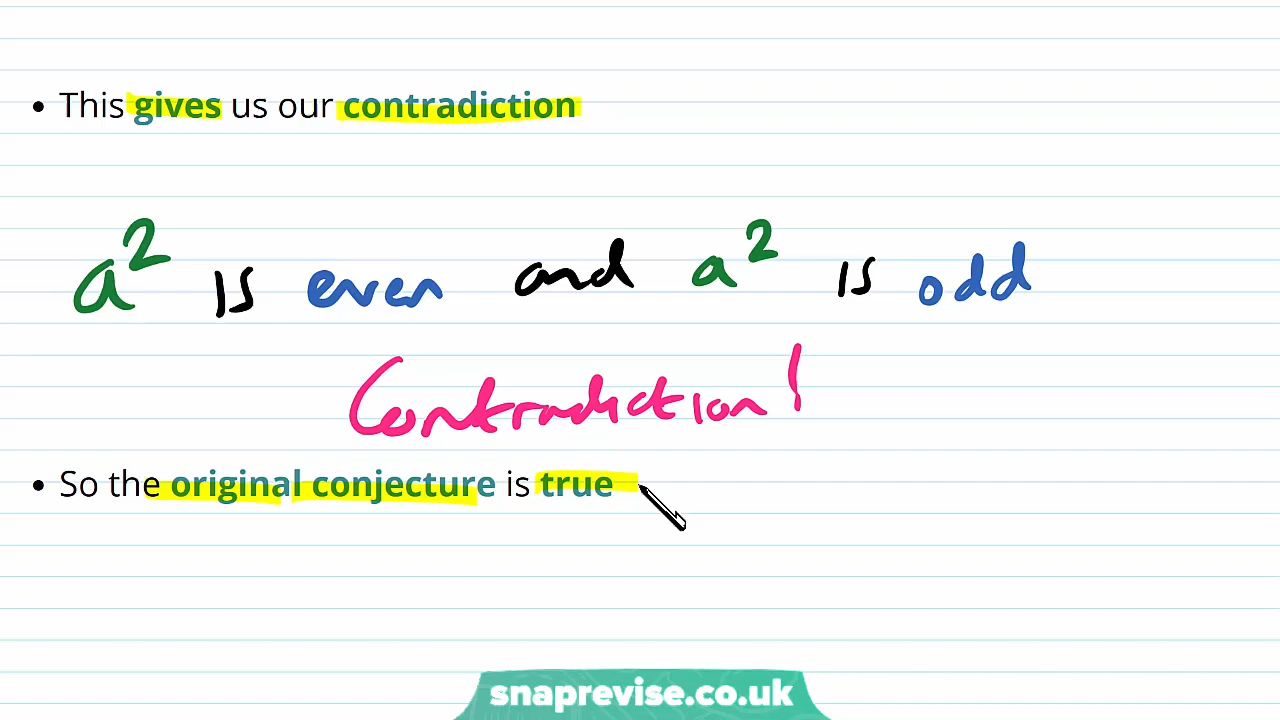 • This gives us our contradiction
a² is even and a² is odd
Contradiction!
• So the original conjecture is true
snaprevise.co.uk